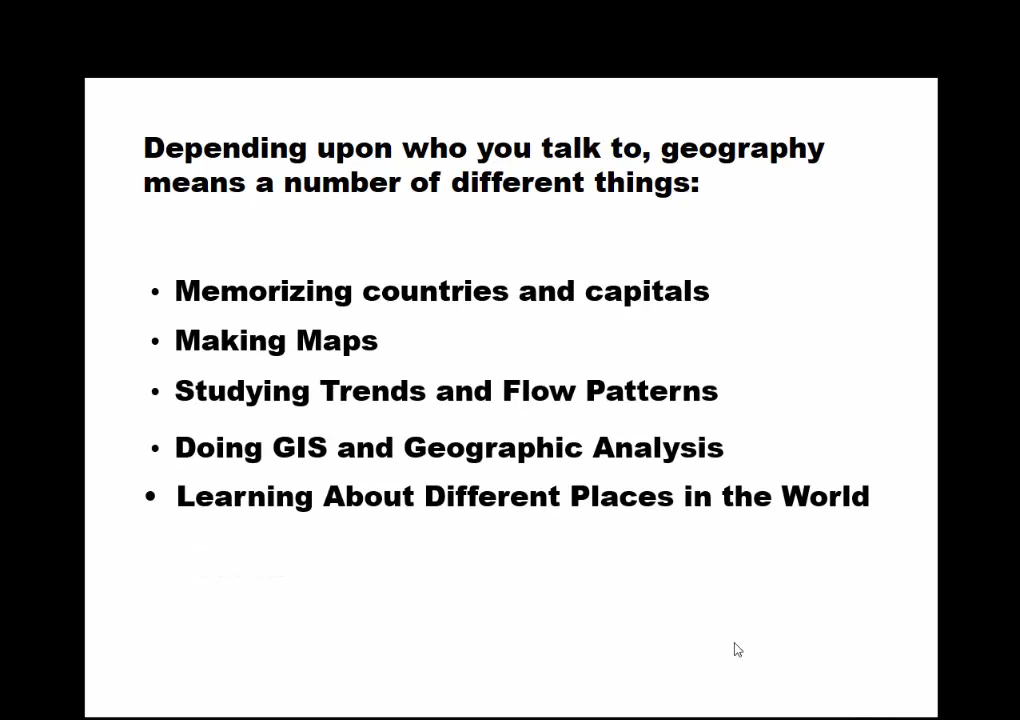 Depending upon who you talk to, geography
means a number of different things:
• Memorizing countries and capitals
• Making Maps
• Studying Trends and Flow Patterns
• Doing GIS and Geographic Analysis
• Learning About Different Places in the World